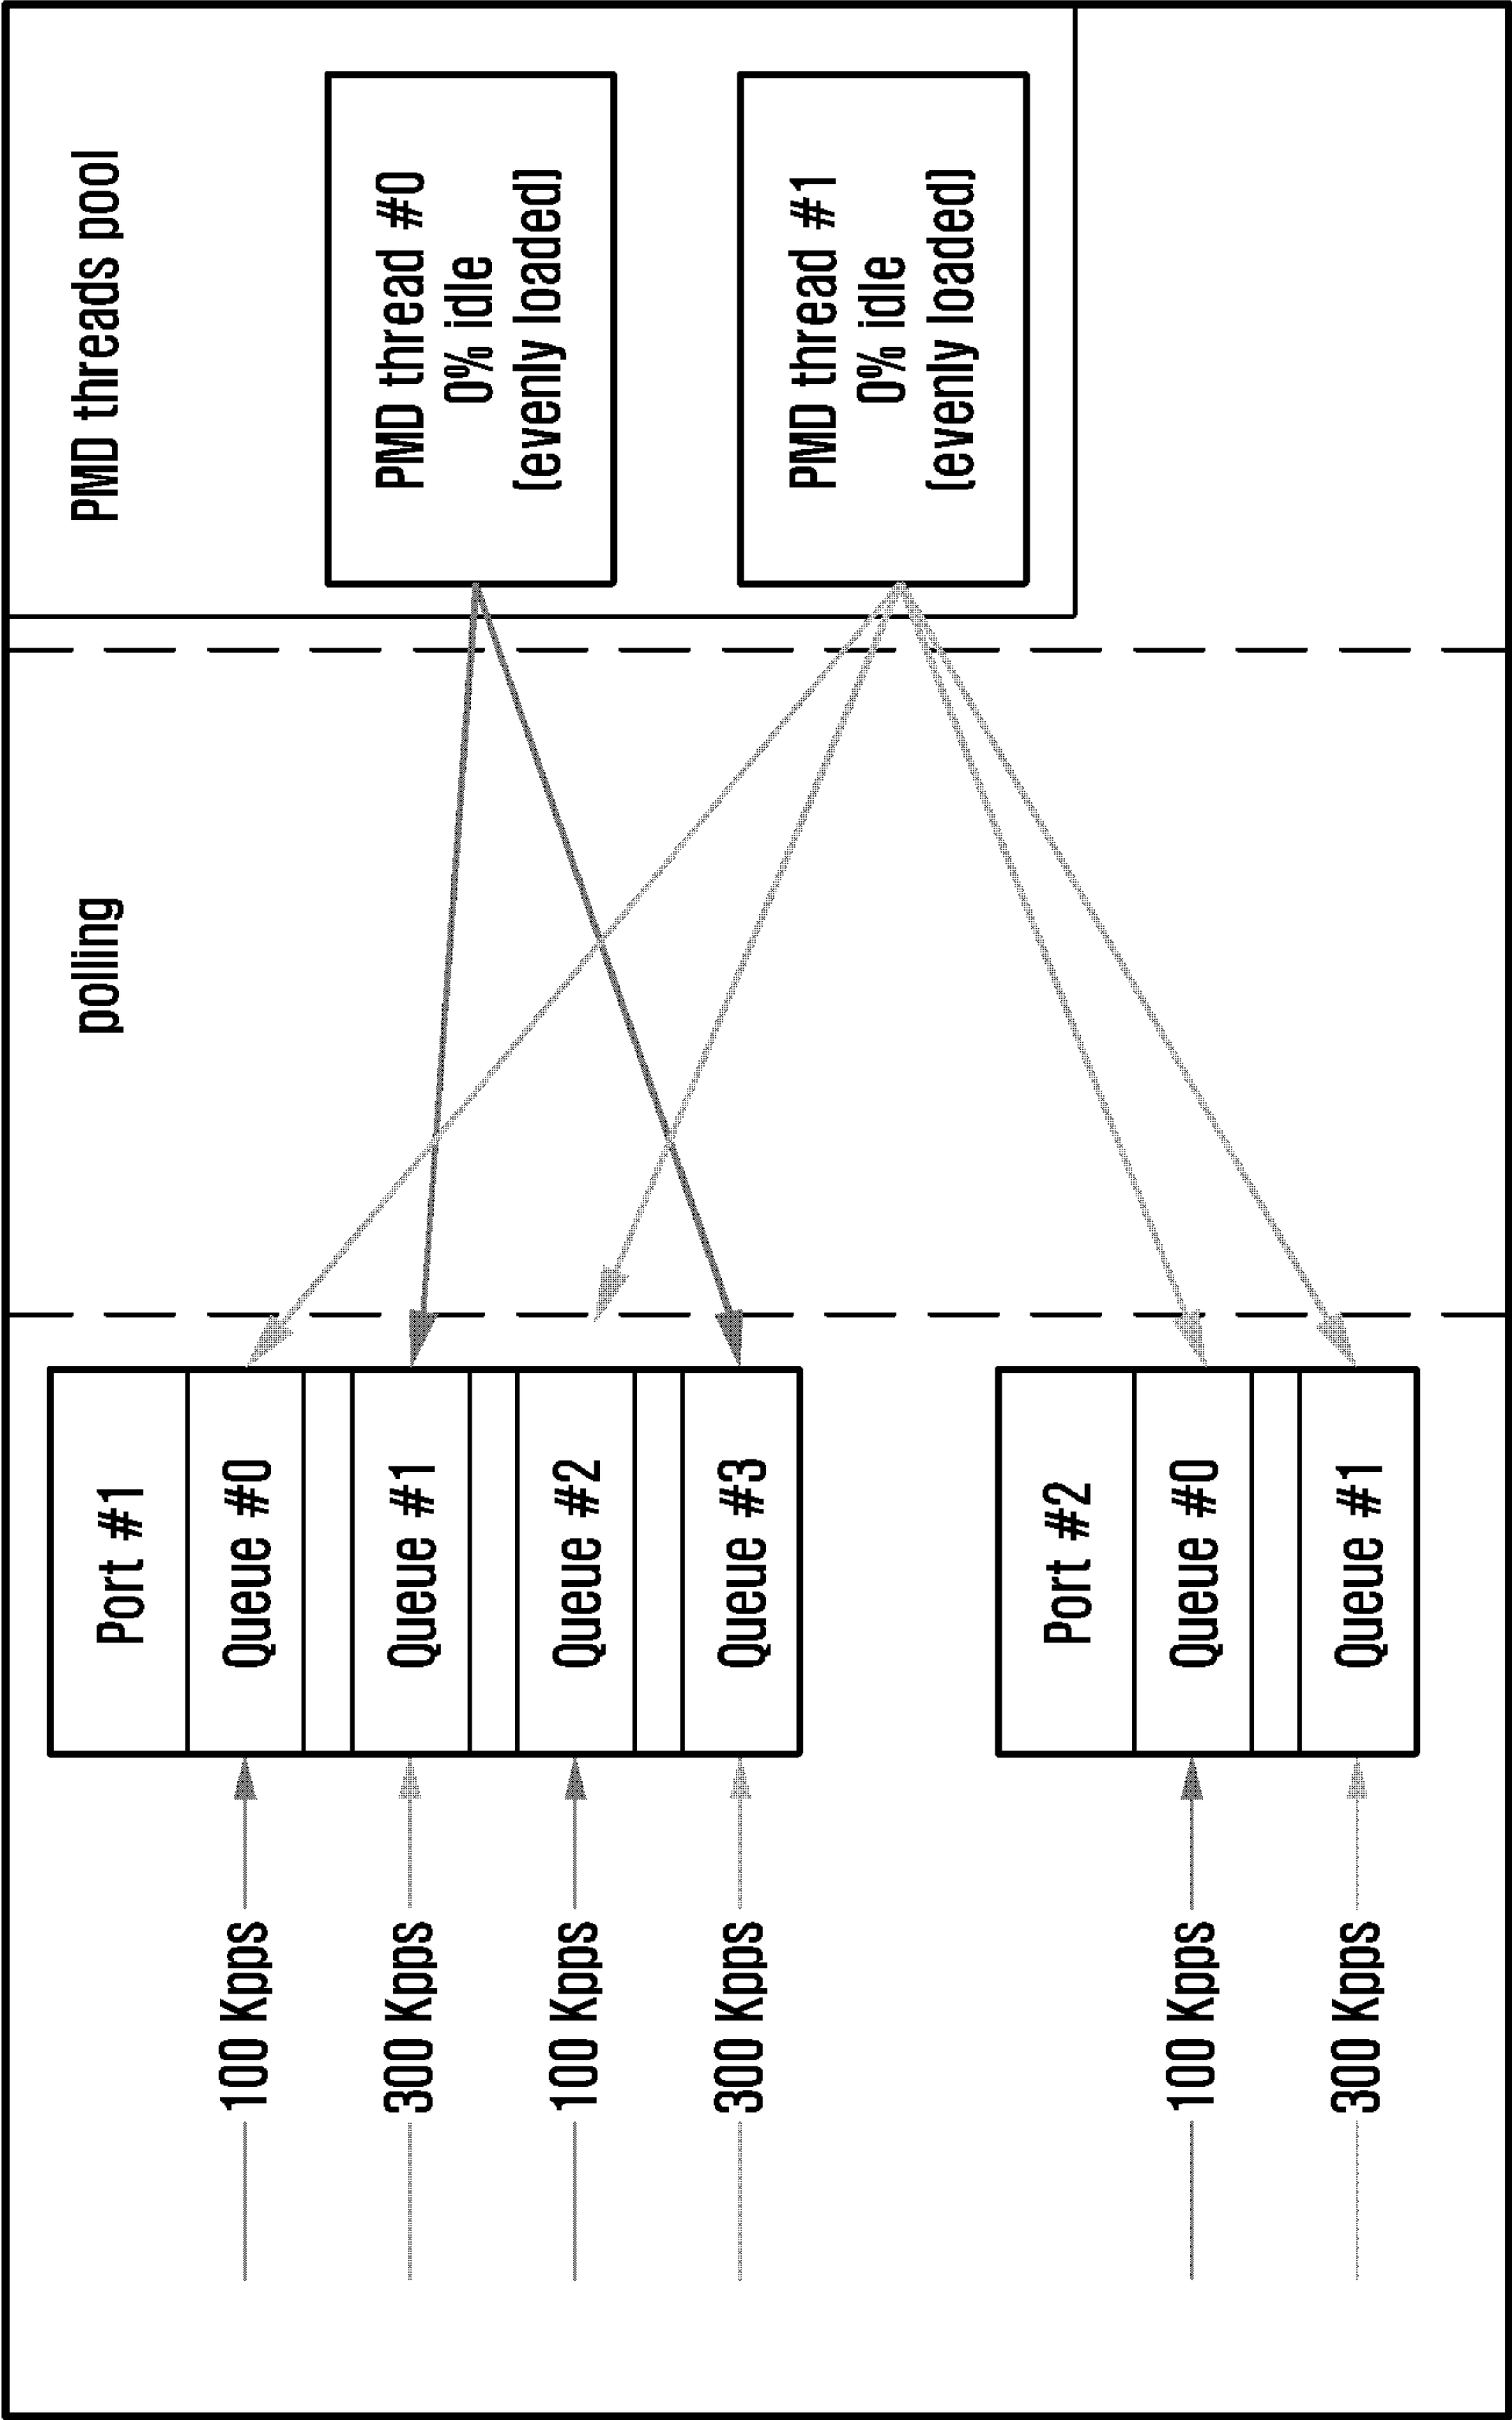 PMD threads pool
PMD thread #0
0% idle
(evenly loaded)
PMD thread #1
0% idle
(evenly loaded)
polling
Port #1
Queue #0
Queue #1
Queue #2
Queue #3
Port #2
Queue #0
Queue #1
100 Kpps
300 Kpps
100 Kpps
300 Kpps
100 Kpps
300 Kpps